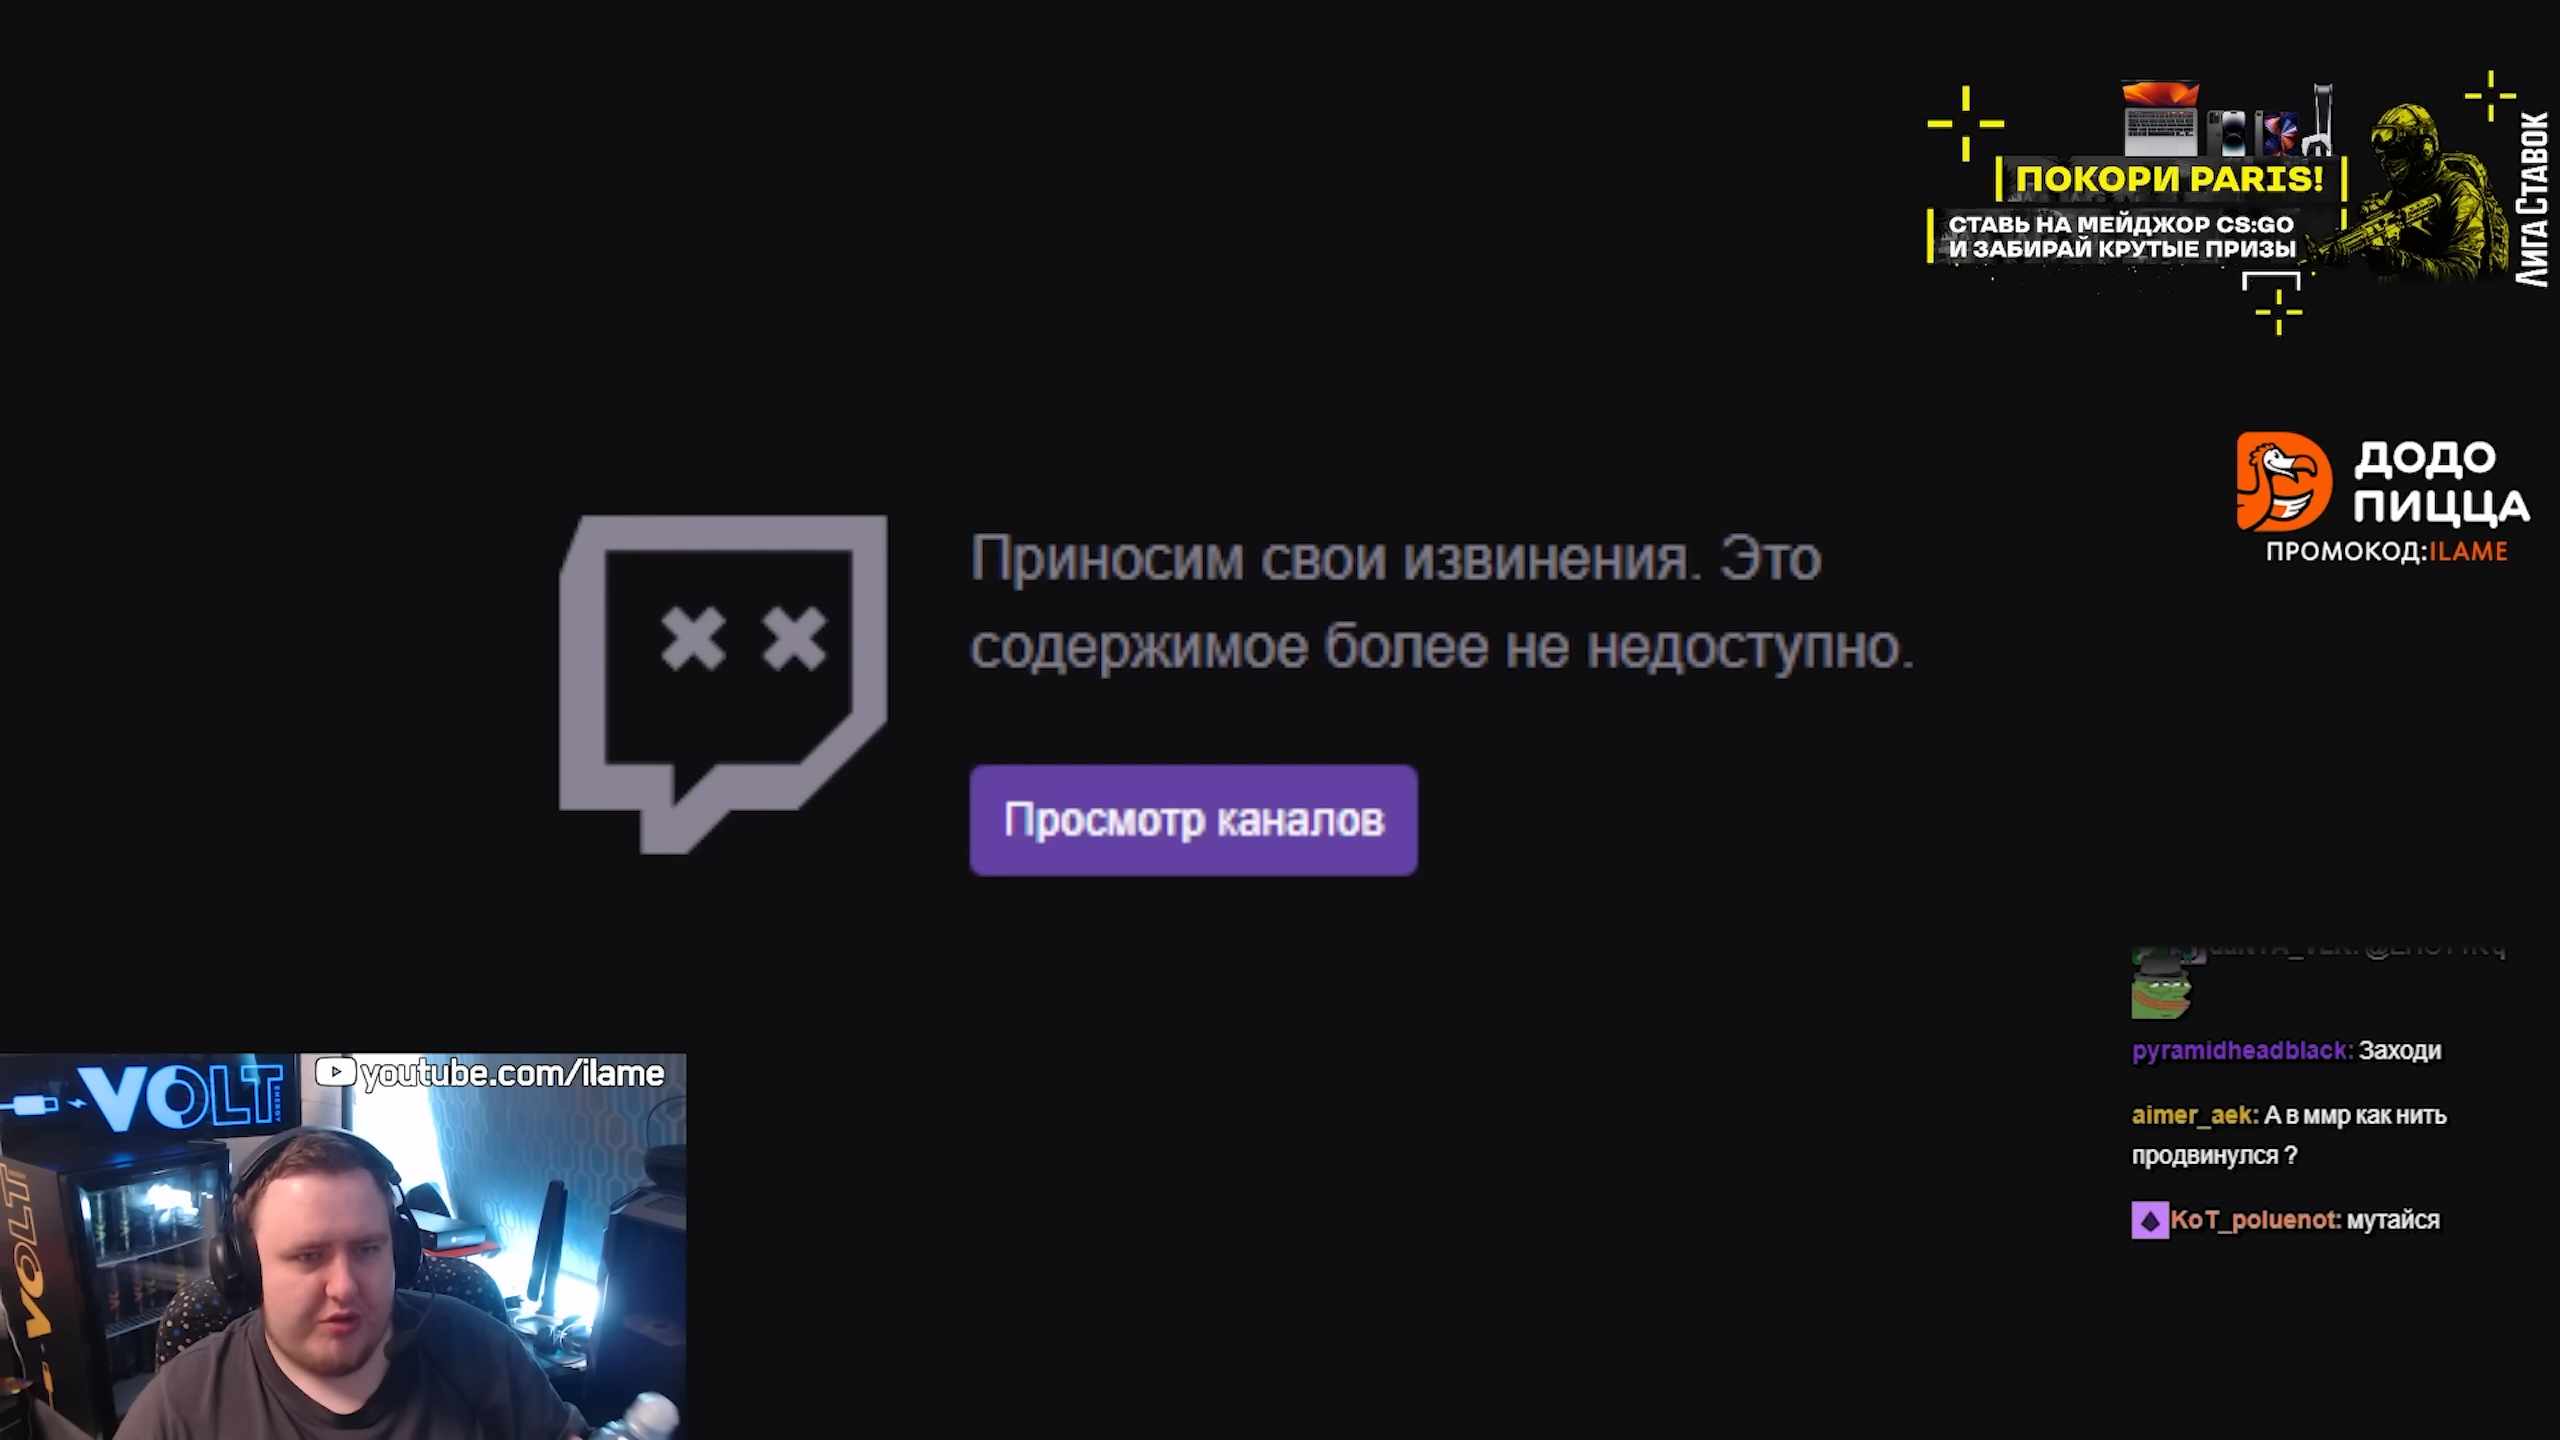 ПОКОРИ PARIS!
СТАВЬ НА МЕЙДЖОР CS:GO
И ЗАБИРАЙ КРУТЫЕ ПРИЗЫ
ЛИГА СТАВОК
ДОДО
ПИЦЦА
ПРОМОКОД:ILAME
Приносим свои извинения. Это
содержимое более не недоступно.
Просмотр каналов
pyramidheadblack: Заходи
aimer_aek: А в ммр как нить
продвинулся ?
KoT_poluenot: мутайся
youtube.com/ilame
VOLT
ENERGY
VOLT